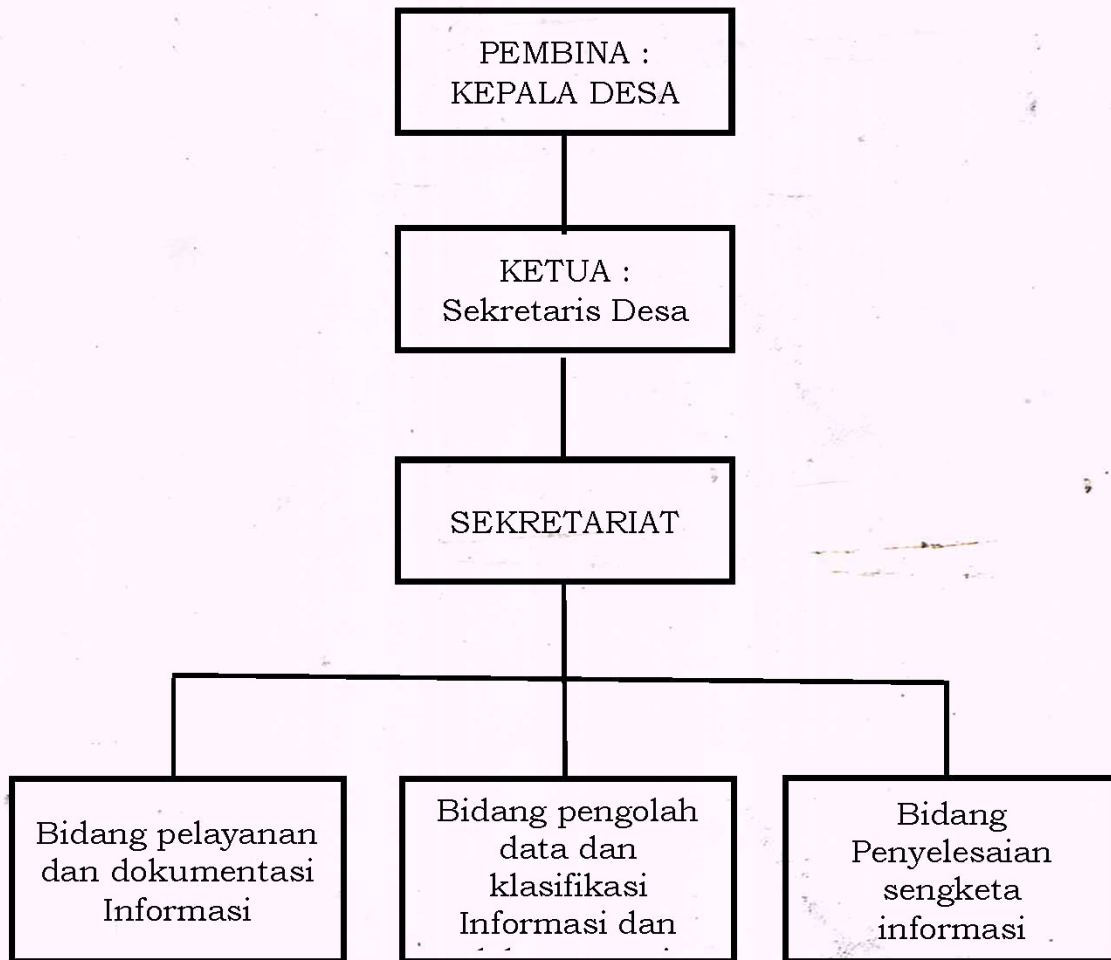 PEMBINA :
KEPALA DESA
KETUA :
Sekretaris Desa
SEKRETARIAT
Bidang pelayanan
dan dokumentasi
Informasi
Bidang pengolah
data dan
klasifikasi
Informasi dan
Bidang
Penyelesaian
sengketa
informasi